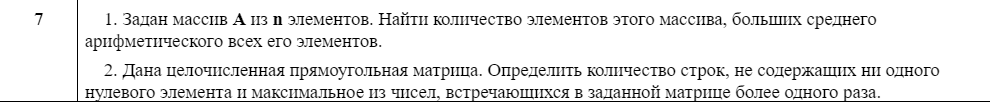 7
1. Задан массив A из n элементов. Найти количество элементов этого массива, больших среднего
арифметического всех его элементов.
2. Дана целочисленная прямоугольная матрица. Определить количество строк, не содержащих ни одного
нулевого элемента и максимальное из чисел, встречающихся в заданной матрице более одного раза.